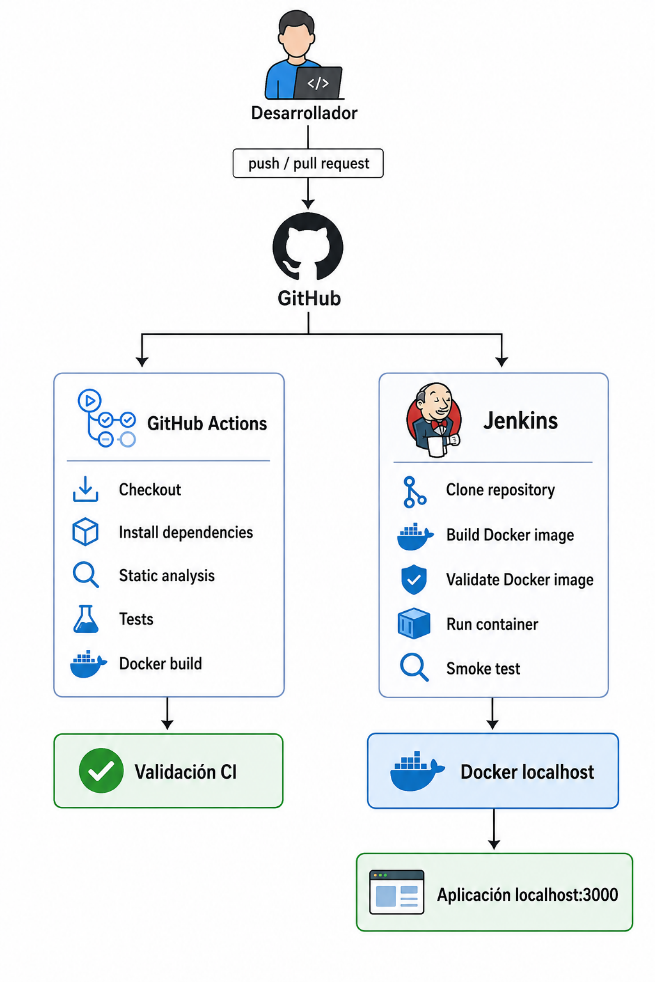 </>
Desarrollador
push / pull request
GitHub
GitHub Actions
Checkout
Install dependencies
Static analysis
Tests
Docker build
Validación CI
Jenkins
Clone repository
Build Docker image
Validate Docker image
Run container
Smoke test
Docker localhost
Aplicación localhost:3000